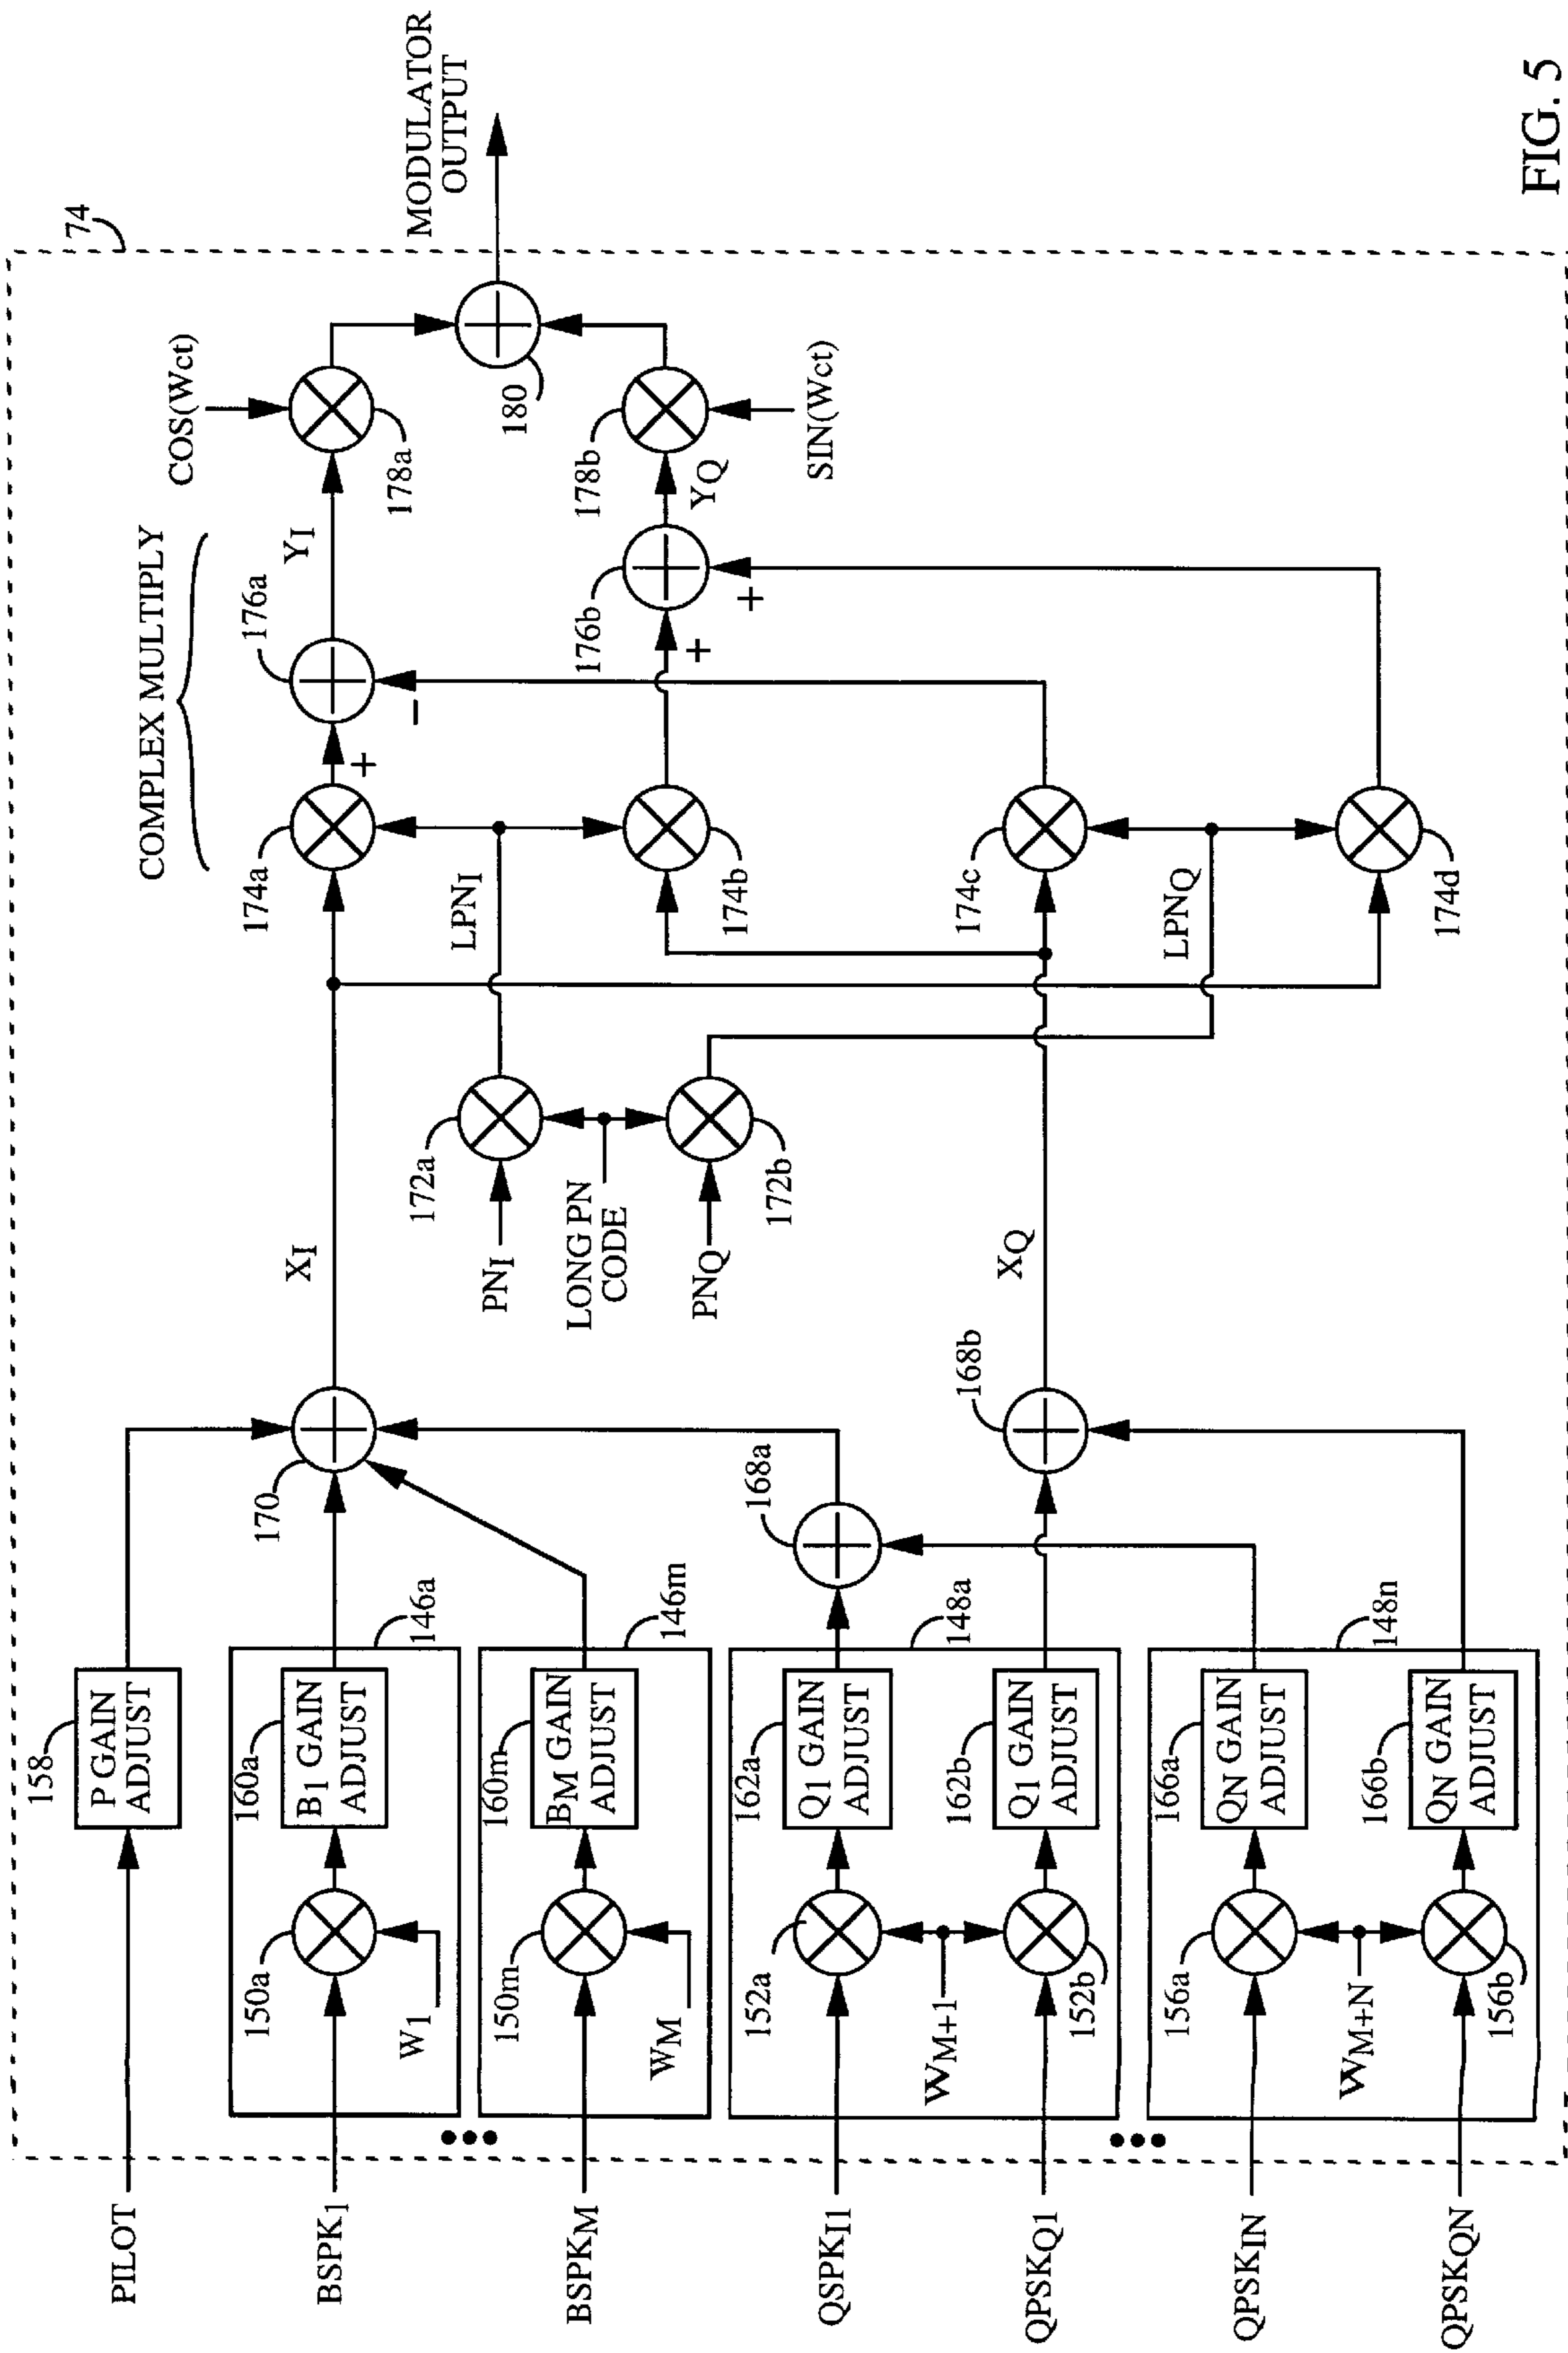 74
COMPLEX MULTIPLY
COS(Wct)
MODULATOR
OUTPUT
PILOT
158
P GAIN
ADJUST
170
XI
174a
+
176a
−
YI
178a
180
BSPK1
150a
W1
160a
B1 GAIN
ADJUST
146a
BSPKM
150m
WM
160m
BM GAIN
ADJUST
146m
172a
PNI
LONG PN
CODE
PNQ
172b
LPNI
174b
176b
+
+
YQ
178b
SIN(Wct)
QSPKI1
152a
WM+1
162a
Q1 GAIN
ADJUST
148a
168a
QPSKQ1
152b
162b
Q1 GAIN
ADJUST
168b
XQ
174c
LPNQ
174d
QPSKIN
156a
WM+N
166a
QN GAIN
ADJUST
148n
QPSKQN
156b
166b
QN GAIN
ADJUST
FIG. 5